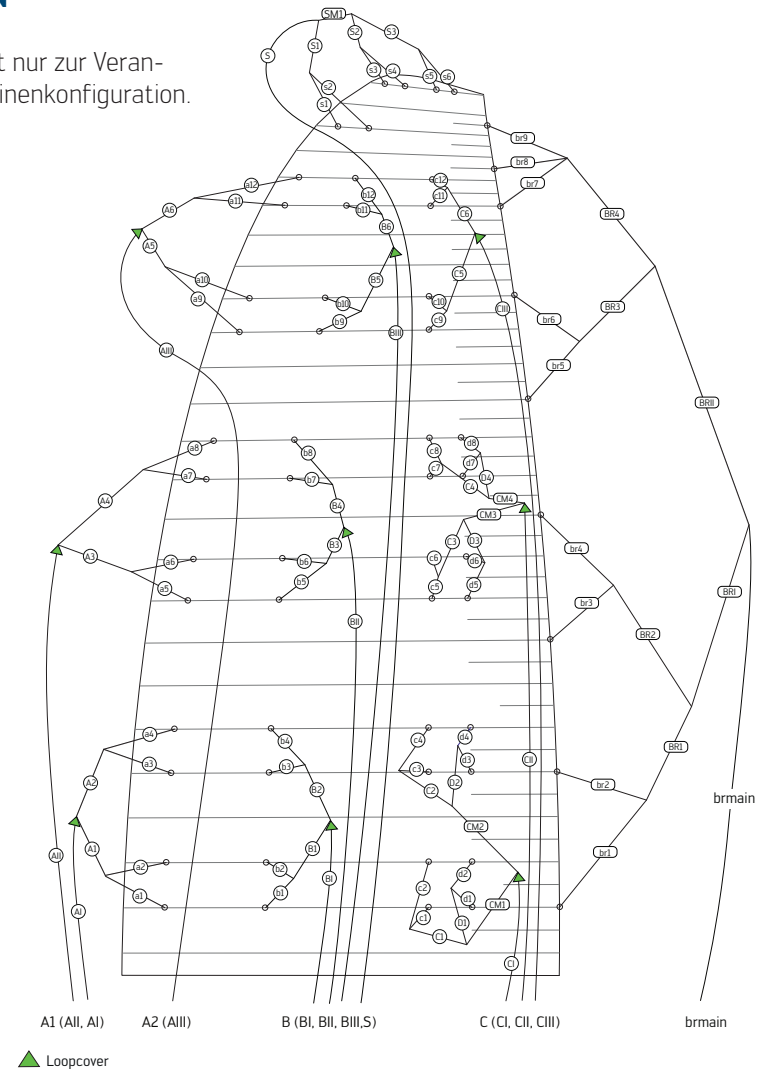 N
t nur zur Veran-
inenkonfiguration.
SM1
S
S1
S2
S3
s3
s4
s5
s6
s2
s1
br9
br8
br7
a12
a11
A6
A5
b12
b11
B6
c12
c11
C6
BR4
a10
a9
b10
b9
B5
C5
c10
c9
CIII
br6
BR3
AIII
BIII
br5
BRII
a8
a7
A4
b8
b7
B4
c8
c7
d8
d7
D4
C4
CM4
CM3
A3
a6
a5
B3
b6
b5
C3
D3
c6
d6
c5
d5
br4
br3
BRI
BII
BR2
a4
a3
A2
b4
b3
B2
c4
c3
C2
d4
d3
D2
CII
BR1
br2
CM2
brmain
A1
AII
a2
a1
B1
b2
b1
BI
c2
c1
C1
d2
d1
D1
CM1
br1
AI
CI
A1 (AII, AI)
A2 (AIII)
B (BI, BII, BIII,S)
C (CI, CII, CIII)
brmain
Loopcover